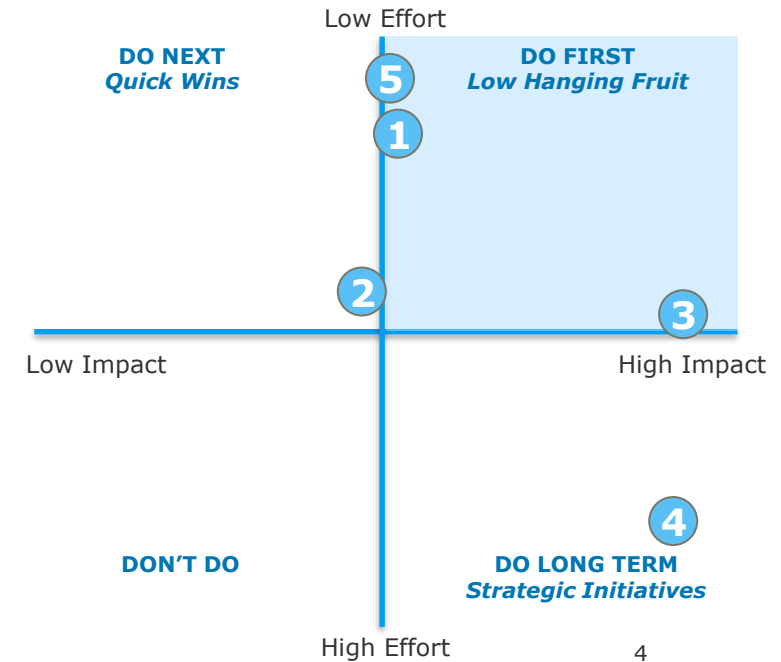 Low Effort
DO NEXT
Quick Wins
DO FIRST
Low Hanging Fruit
5
1
2
3
Low Impact
High Impact
4
DON'T DO
DO LONG TERM
Strategic Initiatives
High Effort
4